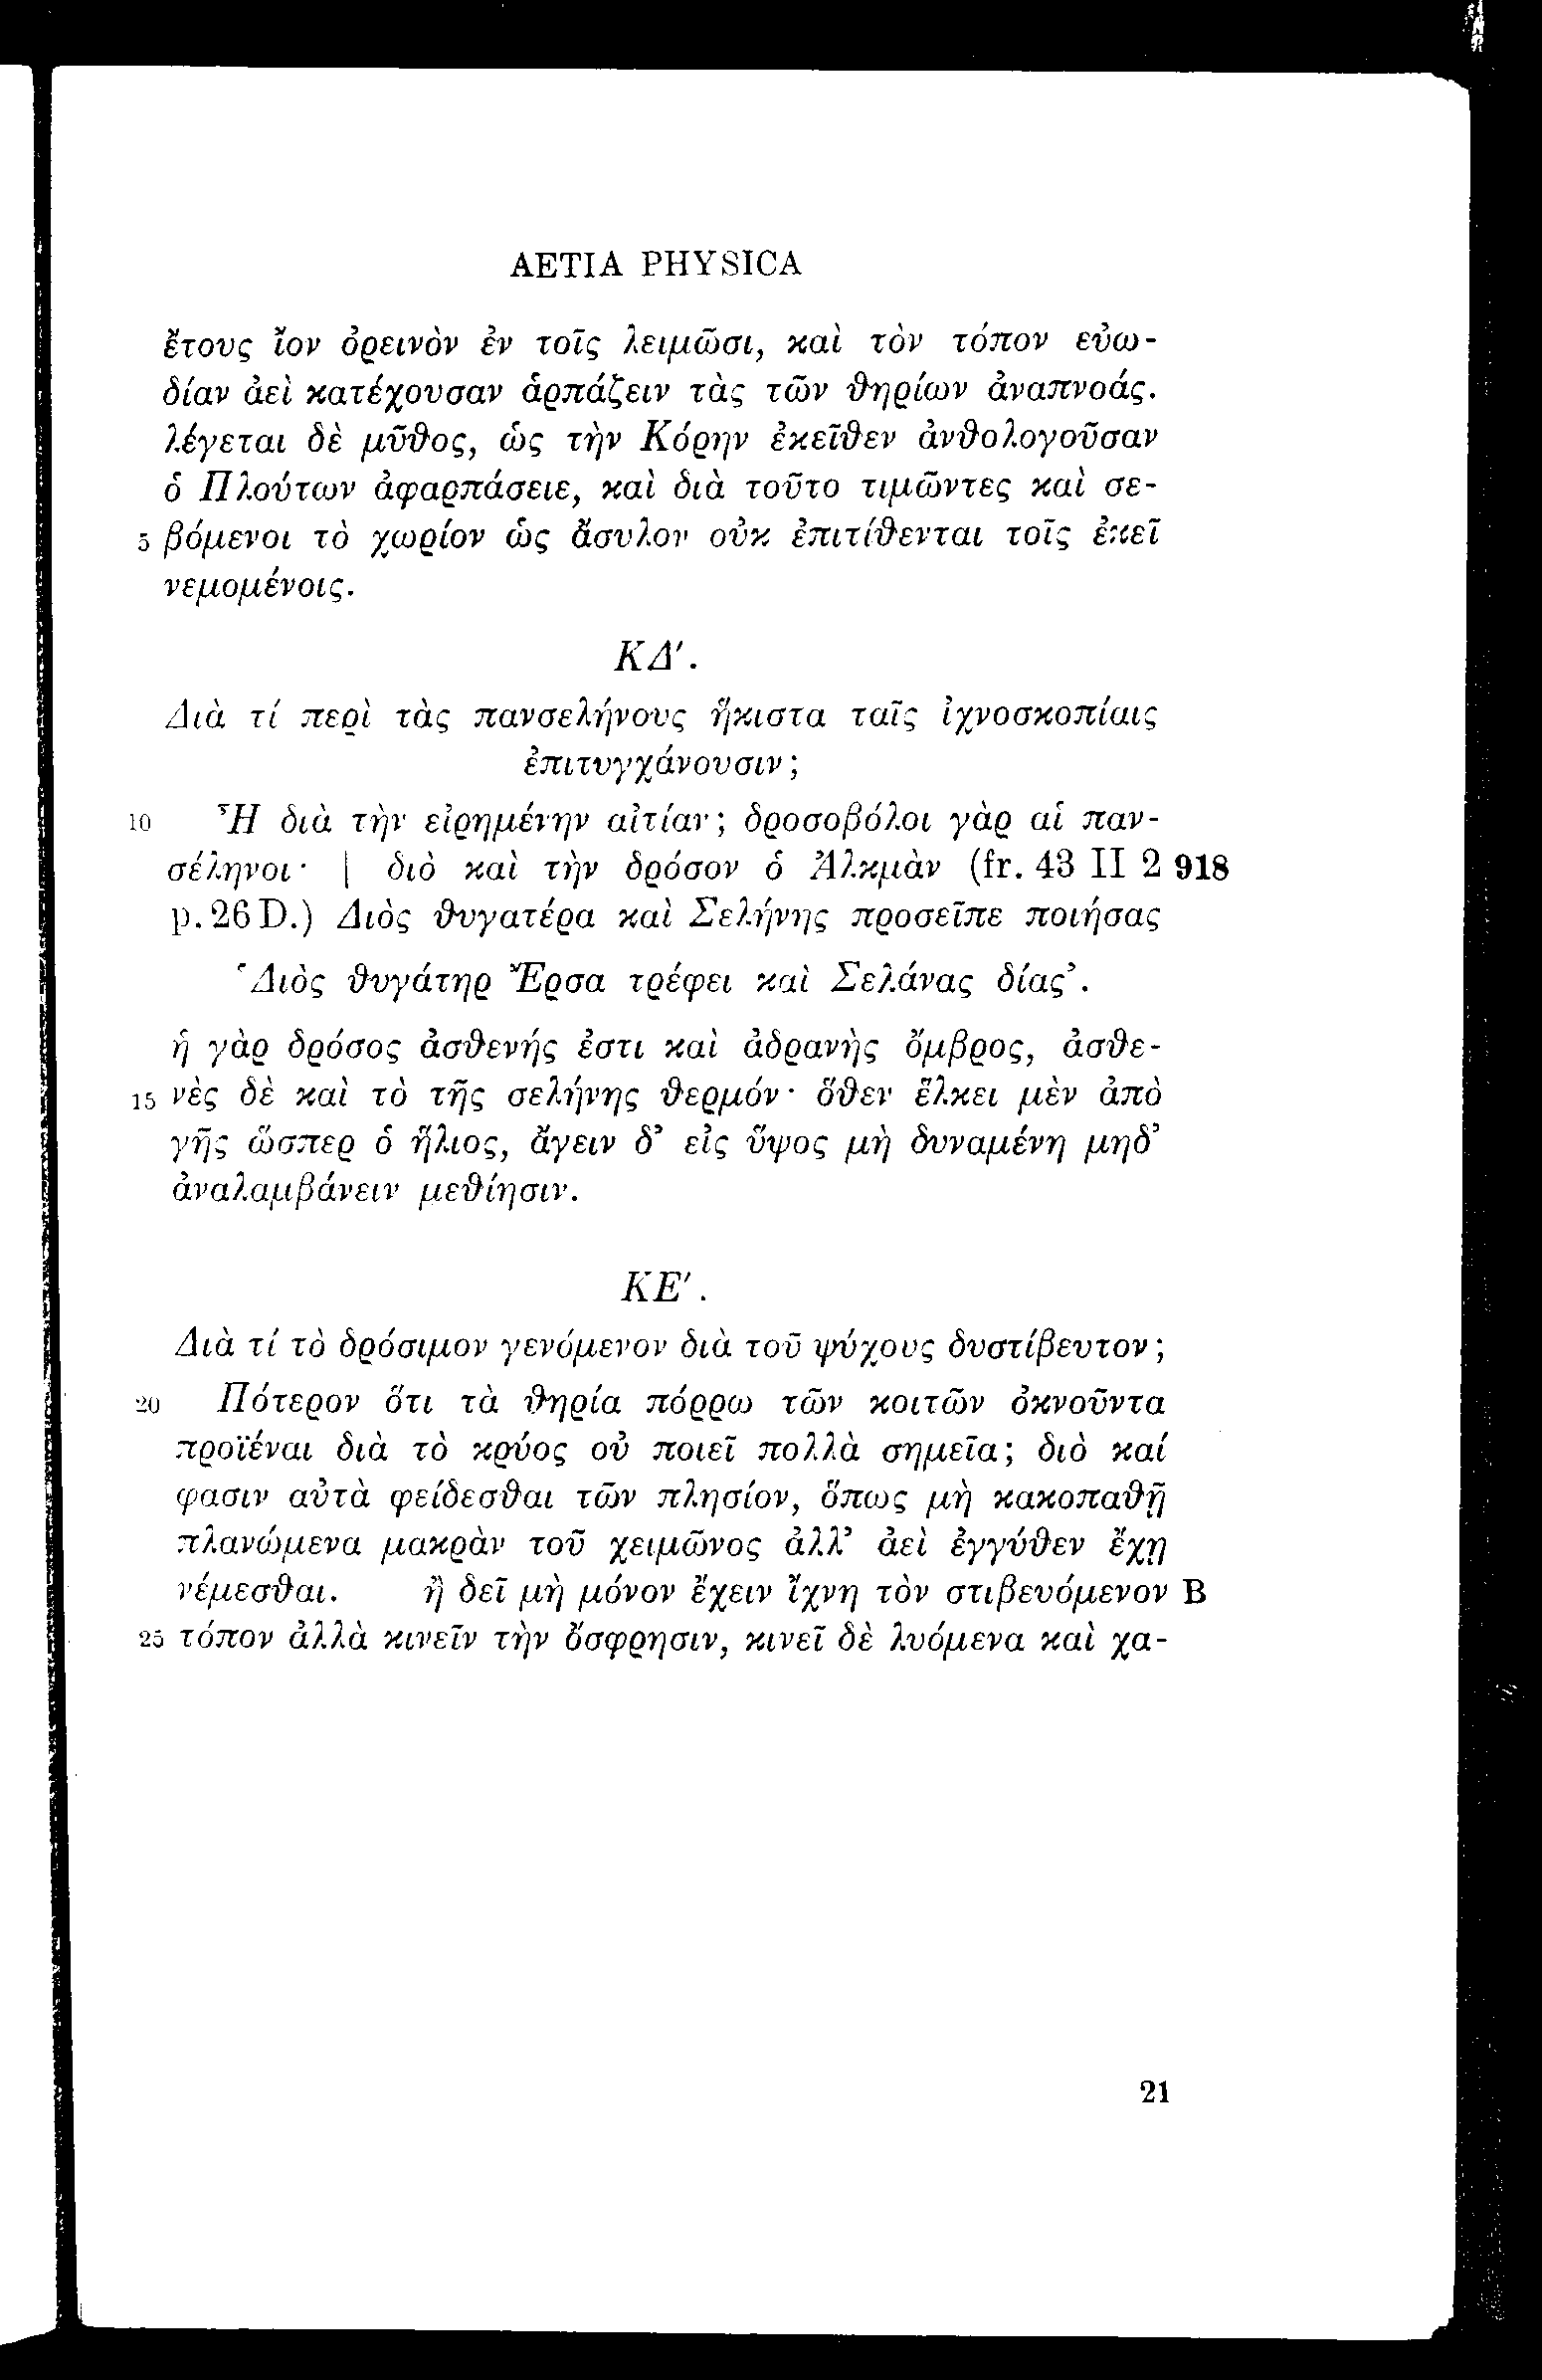 AETIA PHYSICA
ἔτους ἴον ὀρεινὸν ἐν τοῖς λειμῶσι, καὶ τὸν τόπον εὐω-
δίαν ἀεὶ κατέχουσαν ἁρπάζειν τὰς τῶν θηρίων ἀναπνοάς.
λέγεται δὲ μῦθος, ὡς τὴν Κόρην ἐκεῖθεν ἀνθολογοῦσαν
ὁ Πλούτων ἀφαρπάσειε, καὶ διὰ τοῦτο τιμῶντες καὶ σε-
5 βόμενοι τὸ χωρίον ὡς ἄσυλον οὐκ ἐπιτίθενται τοῖς ἐκεῖ
νεμομένοις.
ΚΔ′.
Διὰ τί περὶ τὰς πανσελήνους ἥκιστα ταῖς ἰχνοσκοπίαις
ἐπιτυγχάνουσιν;
10 Ἦ διὰ τὴν εἰρημένην αἰτίαν; δροσοβόλοι γὰρ αἱ παν-
σέληνοι· | διὸ καὶ τὴν δρόσον ὁ Ἀλκμὰν (fr. 43 II 2 918
p. 26 D.) Διὸς θυγατέρα καὶ Σελήνης προσεῖπε ποιήσας
‘Διὸς θυγάτηρ Ἔρσα τρέφει καὶ Σελάνας δίας’.
ἡ γὰρ δρόσος ἀσθενής ἐστι καὶ ἀδρανὴς ὄμβρος, ἀσθε-
15 νὲς δὲ καὶ τὸ τῆς σελήνης θερμόν· ὅθεν ἕλκει μὲν ἀπὸ
γῆς ὥσπερ ὁ ἥλιος, ἄγειν δ’ εἰς ὕψος μὴ δυναμένη μηδ’
ἀναλαμβάνειν μεθίησιν.
ΚΕ′.
Διὰ τί τὸ δρόσιμον γενόμενον διὰ τοῦ ψύχους δυστίβευτον;
20 Πότερον ὅτι τὰ θηρία πόρρω τῶν κοιτῶν ὀκνοῦντα
προϊέναι διὰ τὸ κρύος οὐ ποιεῖ πολλὰ σημεῖα; διὸ καί
φασιν αὐτὰ φείδεσθαι τῶν πλησίον, ὅπως μὴ κακοπαθῇ
πλανώμενα μακρὰν τοῦ χειμῶνος ἀλλ’ ἀεὶ ἐγγύθεν ἔχῃ
νέμεσθαι. ἢ δεῖ μὴ μόνον ἔχειν ἴχνη τὸν στιβευόμενον B
25 τόπον ἀλλὰ κινεῖν τὴν ὄσφρησιν, κινεῖ δὲ λυόμενα καὶ χα-
21